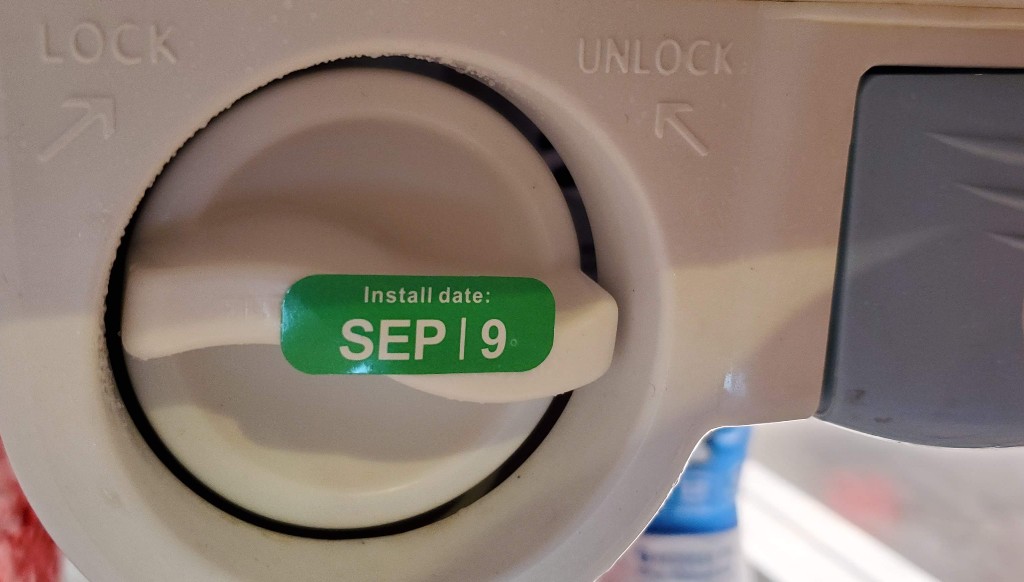 LOCK
UNLOCK
Install date:
SEP | 9